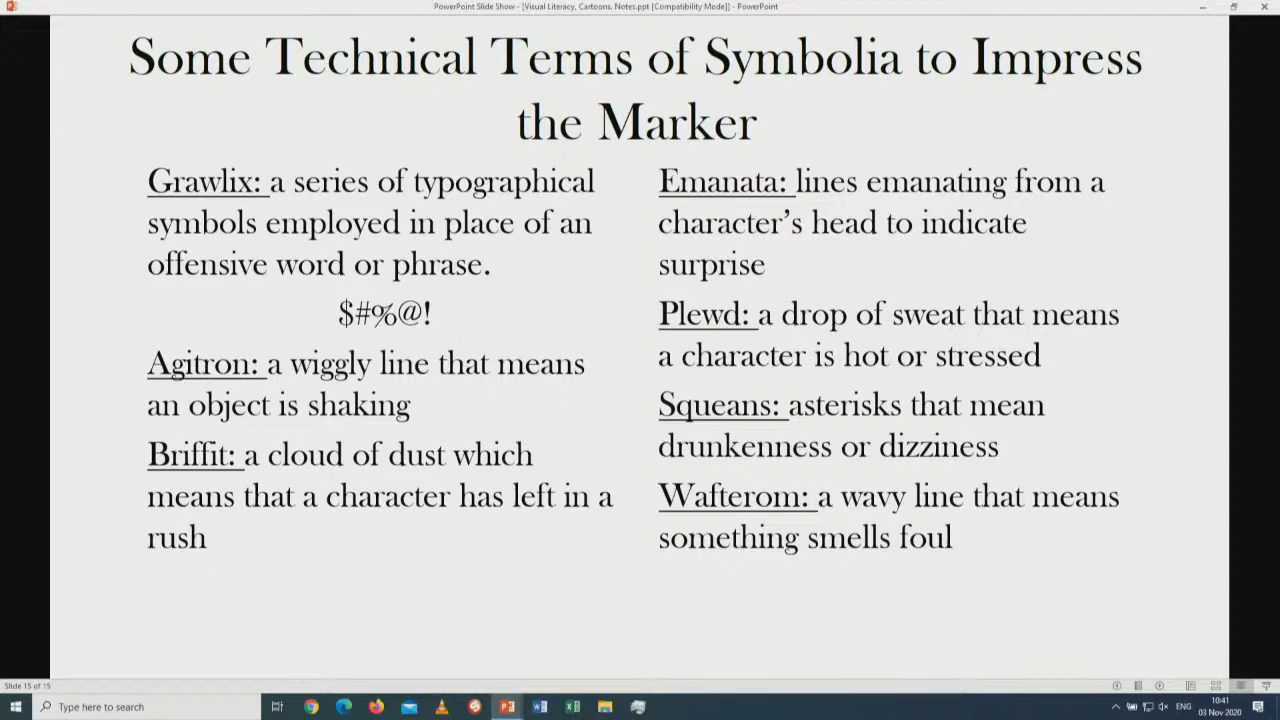 PowerPoint Slide Show - [Visual Literacy, Cartoons. Notes.ppt [Compatibility Mode]] - PowerPoint
Some Technical Terms of Symbolia to Impress
the Marker
Grawlix: a series of typographical
symbols employed in place of an
offensive word or phrase.
$#%@!
Agitron: a wiggly line that means
an object is shaking
Briffit: a cloud of dust which
means that a character has left in a
rush
Emanata: lines emanating from a
character’s head to indicate
surprise
Plewd: a drop of sweat that means
a character is hot or stressed
Squeans: asterisks that mean
drunkenness or dizziness
Wafterom: a wavy line that means
something smells foul
Slide 15 of 15
Type here to search
ENG
10:41
03 Nov 2020